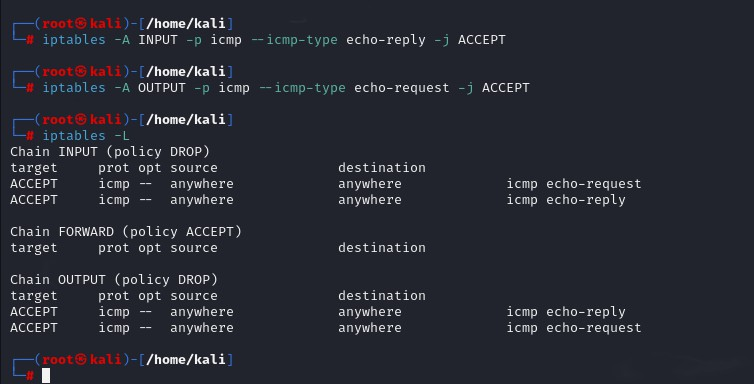 ┌──(root㉿kali)-[/home/kali]
└─# iptables -A INPUT -p icmp --icmp-type echo-reply -j ACCEPT
┌──(root㉿kali)-[/home/kali]
└─# iptables -A OUTPUT -p icmp --icmp-type echo-request -j ACCEPT
┌──(root㉿kali)-[/home/kali]
└─# iptables -L
Chain INPUT (policy DROP)
target     prot opt source               destination
ACCEPT     icmp --  anywhere             anywhere             icmp echo-request
ACCEPT     icmp --  anywhere             anywhere             icmp echo-reply
Chain FORWARD (policy ACCEPT)
target     prot opt source               destination
Chain OUTPUT (policy DROP)
target     prot opt source               destination
ACCEPT     icmp --  anywhere             anywhere             icmp echo-reply
ACCEPT     icmp --  anywhere             anywhere             icmp echo-request
┌──(root㉿kali)-[/home/kali]
└─#